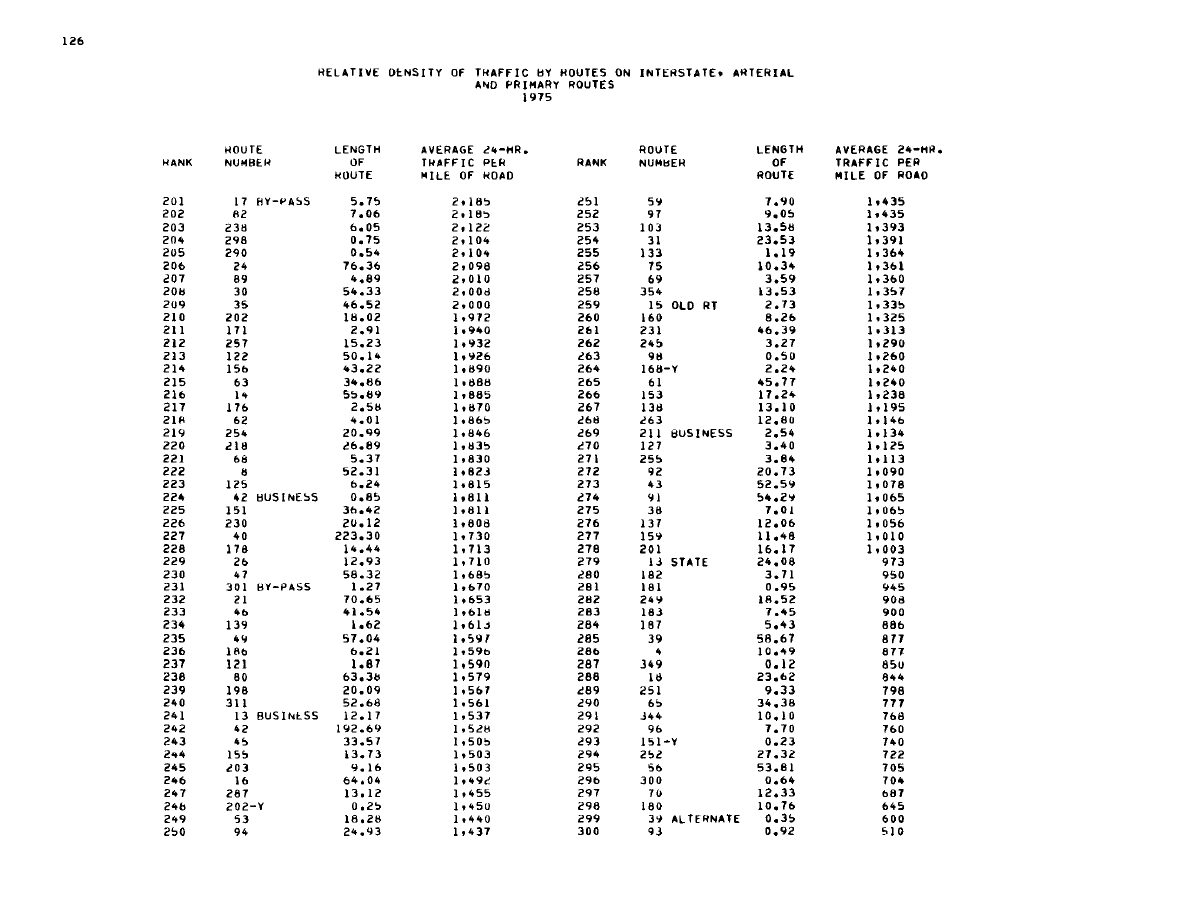 126
RELATIVE DENSITY OF TRAFFIC BY ROUTES ON INTERSTATE, ARTERIAL
AND PRIMARY ROUTES
1975
ROUTE LENGTH AVERAGE 24-HR. ROUTE LENGTH AVERAGE 24-HR.
RANK NUMBER OF TRAFFIC PER RANK NUMBER OF TRAFFIC PER
ROUTE MILE OF ROAD ROUTE MILE OF ROAD
201 17 BY-PASS 5.75 2,185 251 59 7.90 1,435
202 82 7.06 2,185 252 97 9.05 1,435
203 238 6.05 2,122 253 103 13.58 1,393
204 298 0.75 2,104 254 31 23.53 1,391
205 290 0.54 2,104 255 133 1.19 1,364
206 24 76.36 2,098 256 75 10.34 1,361
207 89 4.89 2,010 257 69 3.59 1,360
208 30 54.33 2,008 258 354 13.53 1,357
209 35 46.52 2,000 259 15 OLD RT 2.73 1,335
210 202 18.02 1,972 260 160 8.26 1,325
211 171 2.91 1,940 261 231 46.39 1,313
212 257 15.23 1,932 262 245 3.27 1,290
213 122 50.14 1,926 263 98 0.50 1,260
214 156 43.22 1,890 264 168-Y 2.24 1,240
215 63 34.86 1,888 265 61 45.77 1,240
216 14 55.89 1,885 266 153 17.24 1,238
217 176 2.58 1,870 267 138 13.10 1,195
218 62 4.01 1,865 268 263 12.80 1,146
219 254 20.99 1,846 269 211 BUSINESS 2.54 1,134
220 218 26.89 1,835 270 127 3.40 1,125
221 68 5.37 1,830 271 255 3.84 1,113
222 8 52.31 1,823 272 92 20.73 1,090
223 125 6.24 1,815 273 43 52.59 1,078
224 42 BUSINESS 0.85 1,811 274 91 54.29 1,065
225 151 36.42 1,811 275 38 7.01 1,065
226 230 20.12 1,808 276 137 12.06 1,056
227 40 223.30 1,730 277 159 11.48 1,010
228 178 14.44 1,713 278 201 16.17 1,003
229 26 12.93 1,710 279 13 STATE 24.08 973
230 47 58.32 1,685 280 182 3.71 950
231 301 BY-PASS 1.27 1,670 281 181 0.95 945
232 21 70.65 1,653 282 249 18.52 908
233 46 41.54 1,618 283 183 7.45 900
234 139 1.62 1,613 284 187 5.43 886
235 49 57.04 1,597 285 39 58.67 877
236 186 6.21 1,596 286 4 10.49 877
237 121 1.87 1,590 287 349 0.12 850
238 80 63.38 1,579 288 18 23.62 844
239 198 20.09 1,567 289 251 9.33 798
240 311 52.68 1,561 290 65 34.38 777
241 13 BUSINESS 12.17 1,537 291 344 10.10 768
242 42 192.69 1,528 292 96 7.70 760
243 45 33.57 1,505 293 151-Y 0.23 740
244 155 13.73 1,503 294 252 27.32 722
245 203 9.16 1,503 295 56 53.81 705
246 16 64.04 1,492 296 300 0.64 704
247 287 13.12 1,455 297 70 12.33 687
248 202-Y 0.25 1,450 298 180 10.76 645
249 53 18.28 1,440 299 39 ALTERNATE 0.35 600
250 94 24.93 1,437 300 93 0.92 510